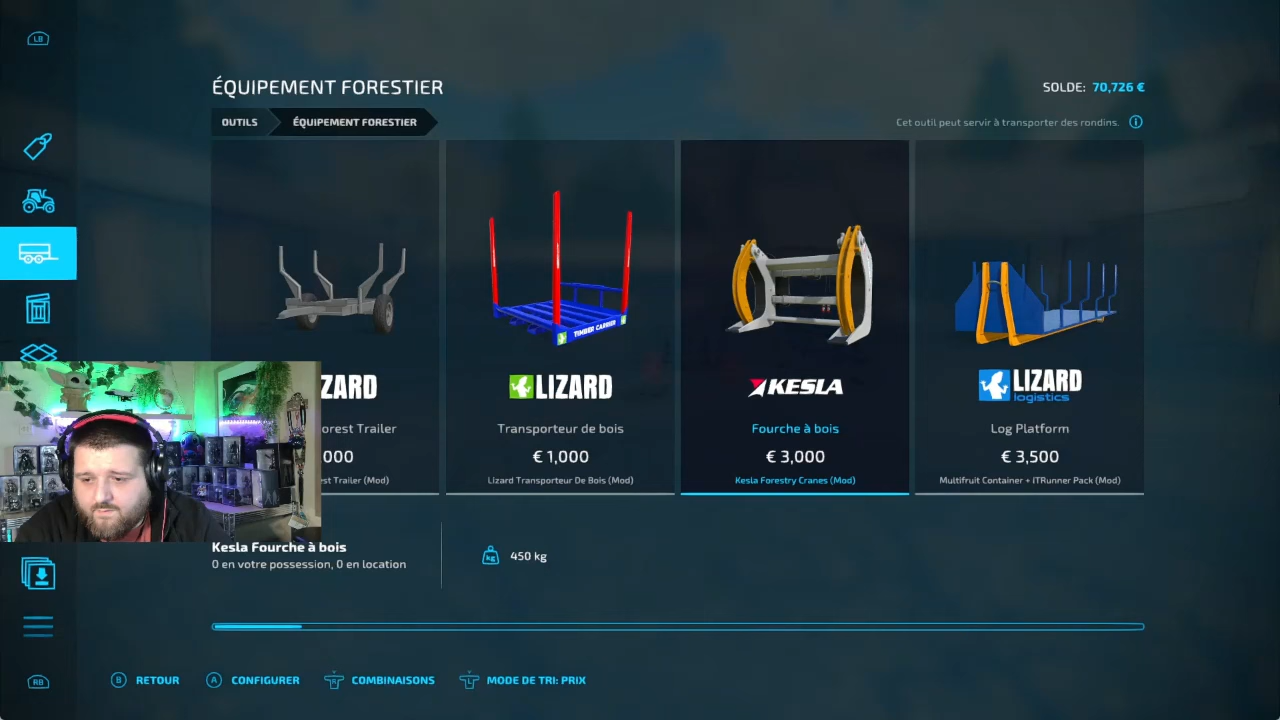 LB
ÉQUIPEMENT FORESTIER
SOLDE: 70,726 €
OUTILS
ÉQUIPEMENT FORESTIER
Cet outil peut servir à transporter des rondins.
TIMBER CARRIER
ZARD
LIZARD
KESLA
LIZARD
logistics
orest Trailer
Transporteur de bois
Fourche à bois
Log Platform
000
€ 1,000
€ 3,000
€ 3,500
est Trailer (Mod)
Lizard Transporteur De Bois (Mod)
Kesla Forestry Cranes (Mod)
Multifruit Container + ITRunner Pack (Mod)
Kesla Fourche à bois
0 en votre possession, 0 en location
kg
450 kg
RB
B RETOUR
A CONFIGURER
R COMBINAISONS
L MODE DE TRI: PRIX